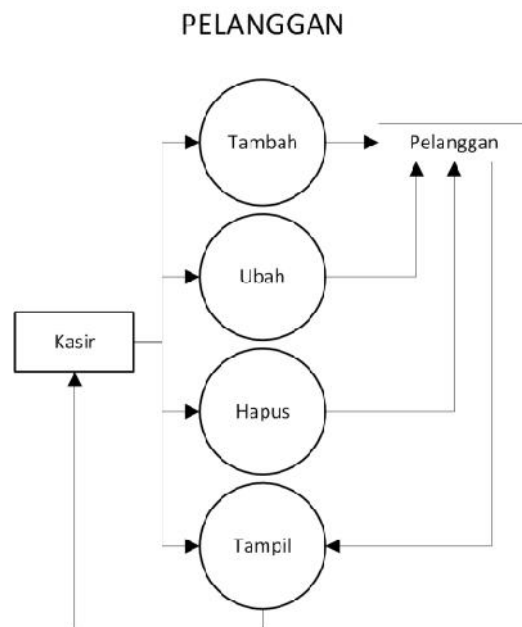 PELANGGAN
Tambah
Pelanggan
Ubah
Kasir
Hapus
Tampil